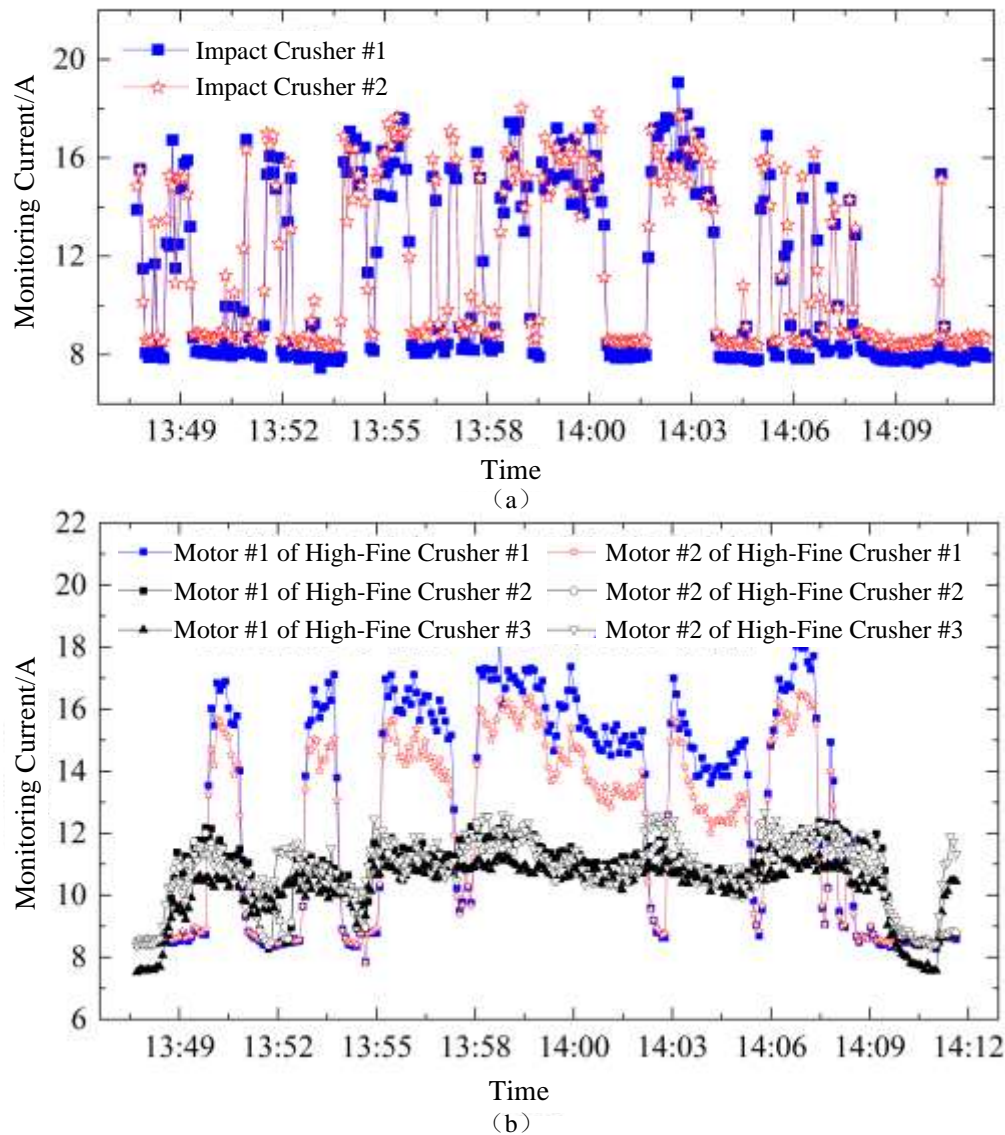 20
16
12
8
Monitoring Current/A
Impact Crusher #1
Impact Crusher #2
13:49 13:52 13:55 13:58 14:00 14:03 14:06 14:09
Time
（a）
22
20
18
16
14
12
10
8
6
Monitoring Current/A
Motor #1 of High-Fine Crusher #1 Motor #2 of High-Fine Crusher #1
Motor #1 of High-Fine Crusher #2 Motor #2 of High-Fine Crusher #2
Motor #1 of High-Fine Crusher #3 Motor #2 of High-Fine Crusher #3
13:49 13:52 13:55 13:58 14:00 14:03 14:06 14:09 14:12
Time
（b）